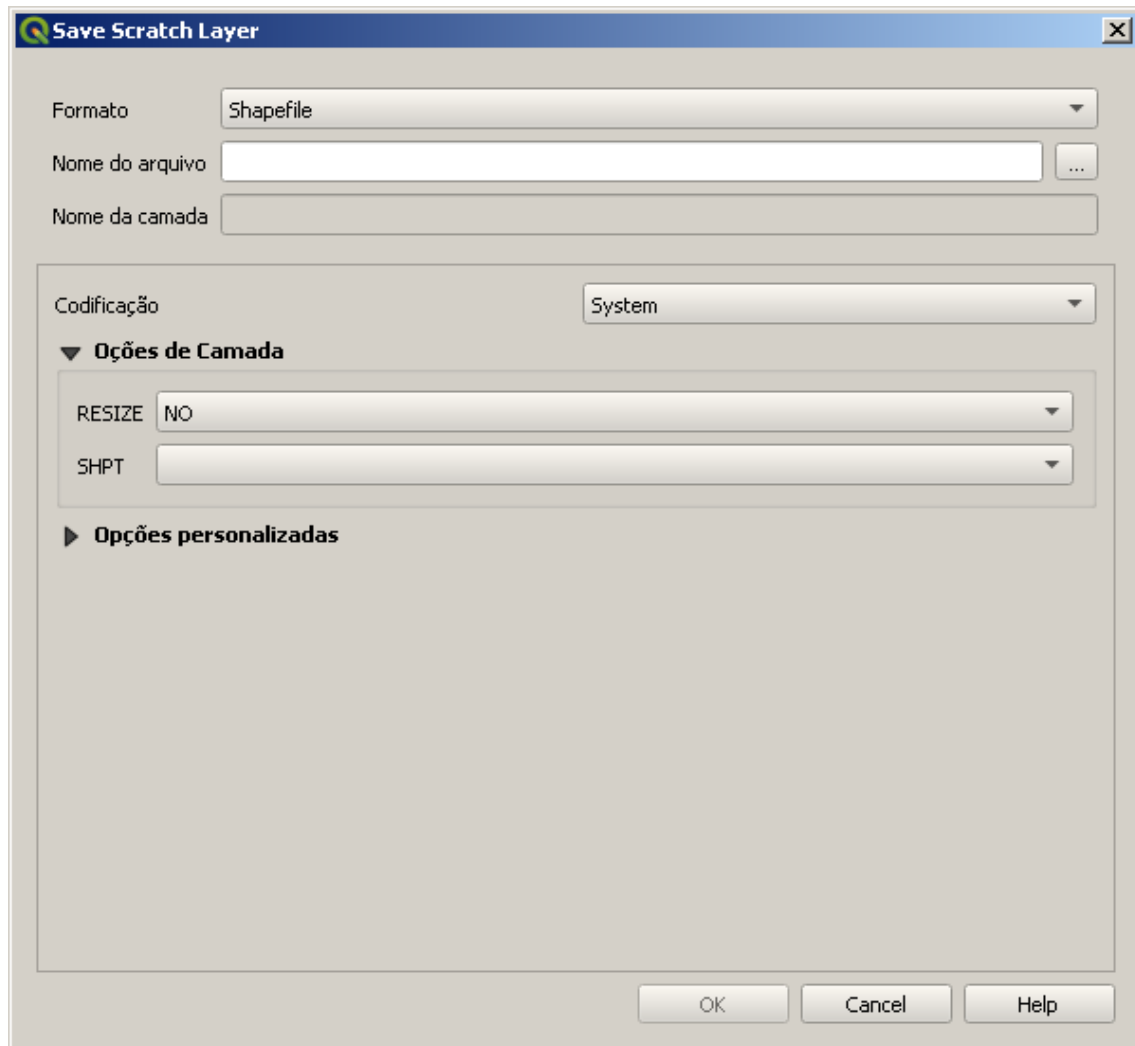 Save Scratch Layer
Formato Shapefile
Nome do arquivo ...
Nome da camada
Codificação System
Oções de Camada
RESIZE NO
SHPT
Opções personalizadas
OK Cancel Help